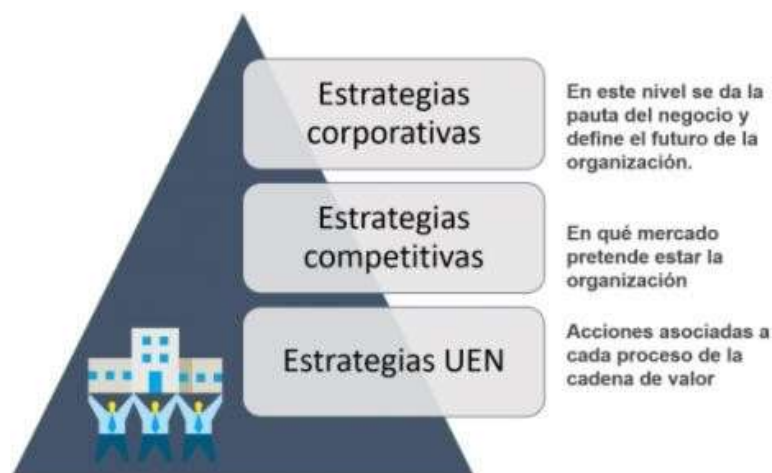 Estrategias
corporativas
En este nivel se da la
pauta del negocio y
define el futuro de la
organización.
Estrategias
competitivas
En qué mercado
pretende estar la
organización
Estrategias UEN
Acciones asociadas a
cada proceso de la
cadena de valor